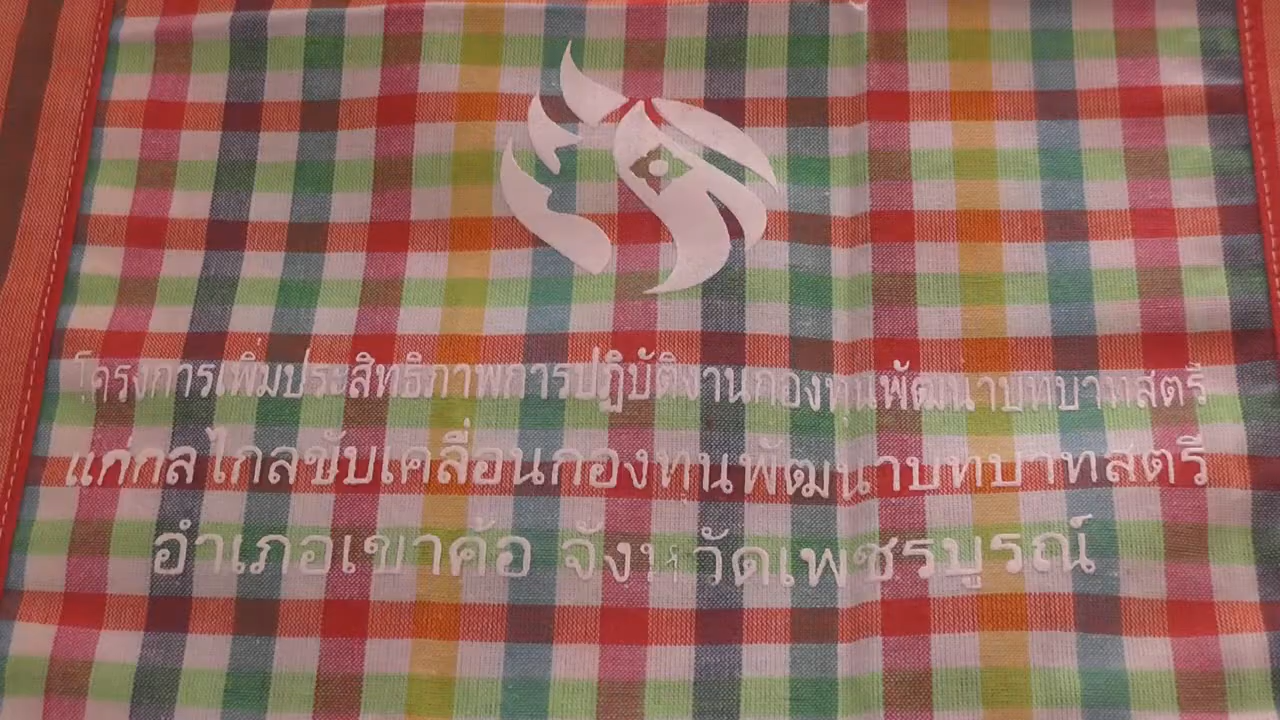 โครงการเพิ่มประสิทธิภาพการปฏิบัติงานกองทุนพัฒนาบทบาทสตรี
แก่กลไกลขับเคลื่อนกองทุนพัฒนาบทบาทสตรี
อำเภอเขาค้อ จังหวัดเพชรบูรณ์